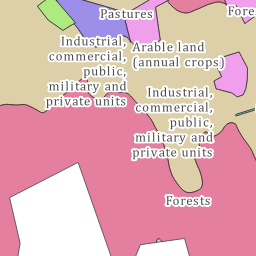 Pastures
Fores
Industrial,
commercial,
public,
military and
private units
Arable land
(annual crops)
Industrial,
commercial,
public,
military and
private units
Forests